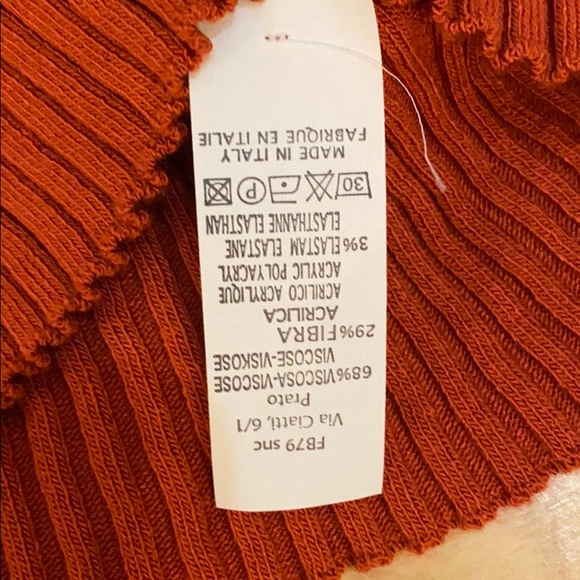 FB79 snc
Via Ciatti, 6/1
Prato
68% VISCOSA-VISCOSE
VISCOSE-VISKOSE
29% FIBRA
ACRILICA
ACRILICO ACRYLIQUE
ACRYLIC POLYACRYL
3% ELASTAM ELASTANE
ELASTHANNE ELASTHAN
30 P
MADE IN ITALY
FABRIQUE EN ITALIE